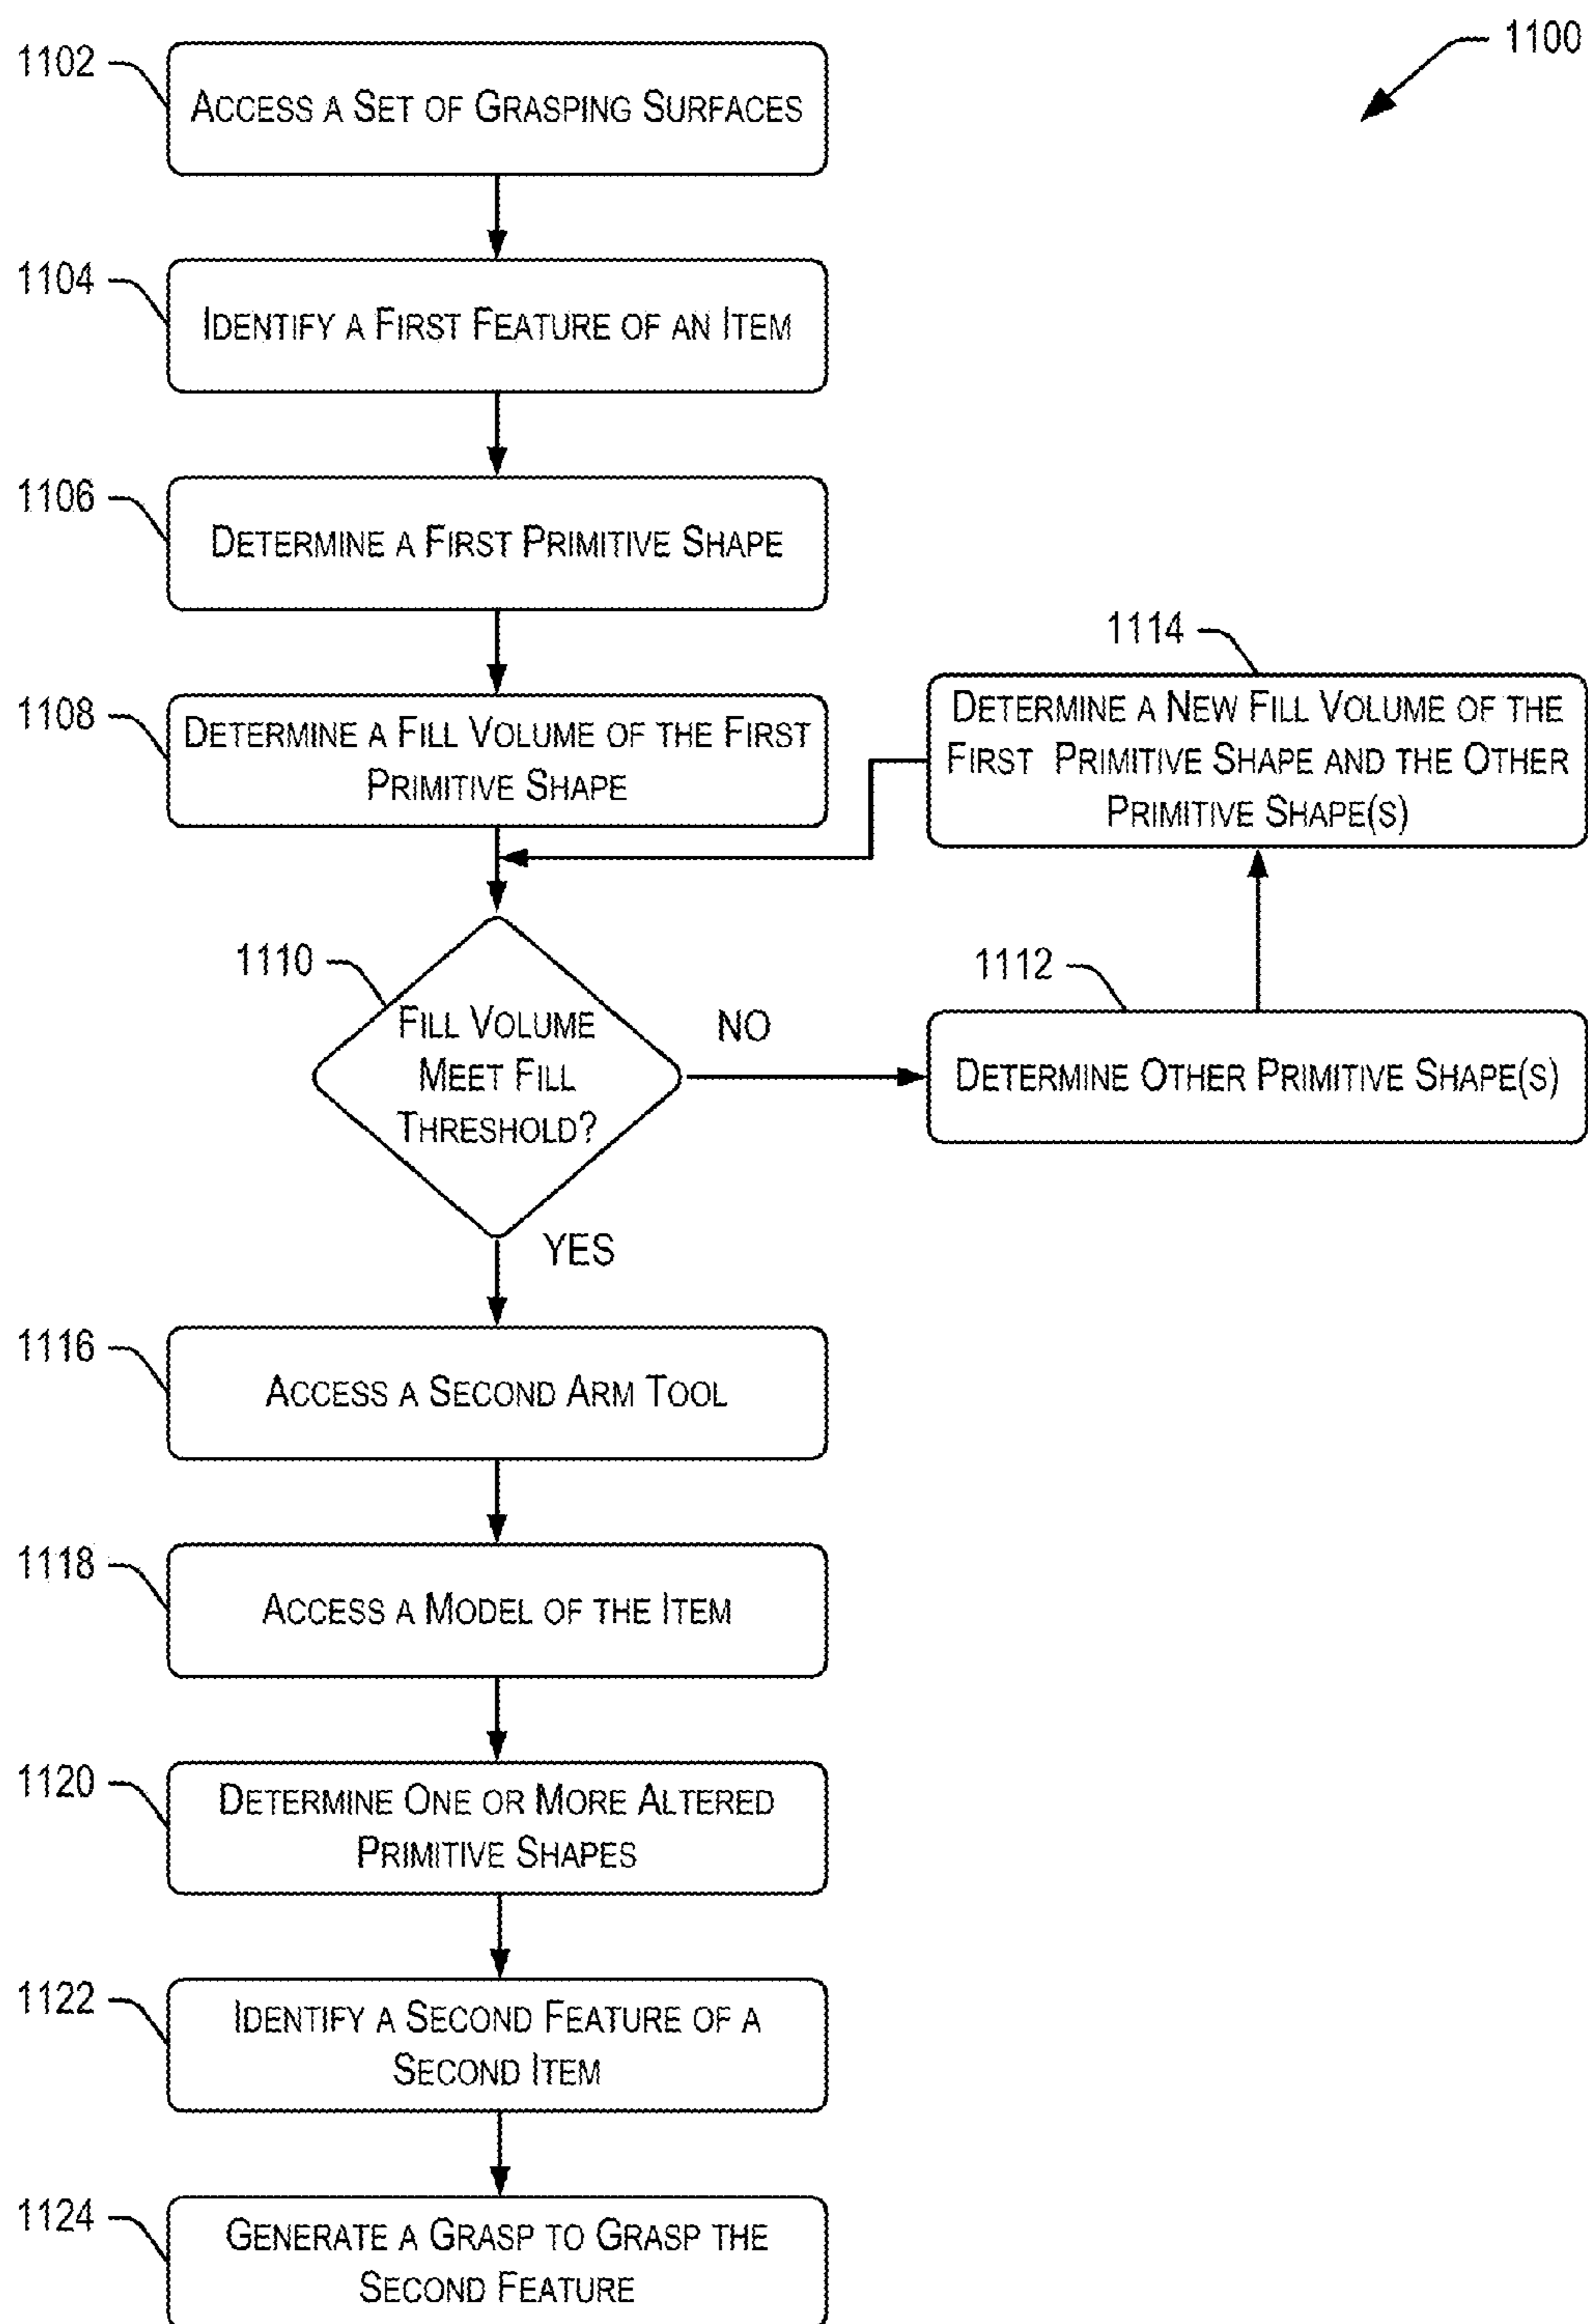 1100
1102
ACCESS A SET OF GRASPING SURFACES
1104
IDENTIFY A FIRST FEATURE OF AN ITEM
1106
DETERMINE A FIRST PRIMITIVE SHAPE
1108
DETERMINE A FILL VOLUME OF THE FIRST
PRIMITIVE SHAPE
1114
DETERMINE A NEW FILL VOLUME OF THE
FIRST PRIMITIVE SHAPE AND THE OTHER
PRIMITIVE SHAPE(S)
1110
FILL VOLUME
MEET FILL
THRESHOLD?
NO
1112
DETERMINE OTHER PRIMITIVE SHAPE(S)
YES
1116
ACCESS A SECOND ARM TOOL
1118
ACCESS A MODEL OF THE ITEM
1120
DETERMINE ONE OR MORE ALTERED
PRIMITIVE SHAPES
1122
IDENTIFY A SECOND FEATURE OF A
SECOND ITEM
1124
GENERATE A GRASP TO GRASP THE
SECOND FEATURE